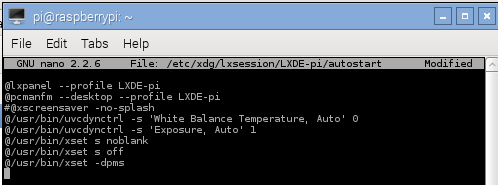 pi@raspberrypi: ~
File Edit Tabs Help
GNU nano 2.2.6 File: /etc/xdg/lxsession/LXDE-pi/autostart Modified
@lxpanel --profile LXDE-pi
@pcmanfm --desktop --profile LXDE-pi
#@xscreensaver -no-splash
@/usr/bin/uvcdynctrl -s 'White Balance Temperature, Auto' 0
@/usr/bin/uvcdynctrl -s 'Exposure, Auto' 1
@/usr/bin/xset s noblank
@/usr/bin/xset s off
@/usr/bin/xset -dpms